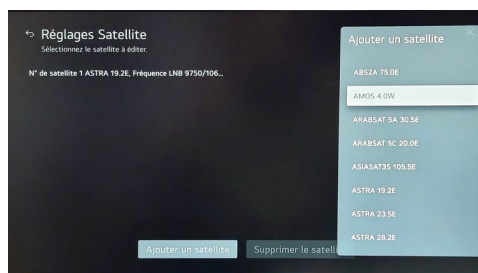 Réglages Satellite
Sélectionnez le satellite à éditer.
N° de satellite 1 ASTRA 19.2E, Fréquence LNB 9750/106...
Ajouter un satellite
Supprimer le satelli
Ajouter un satellite
ABS2A 75.0E
AMOS 4.0W
ARABSAT 5A 30.5E
ARABSAT 5C 20.0E
ASIASAT3S 105.5E
ASTRA 19.2E
ASTRA 23.5E
ASTRA 28.2E